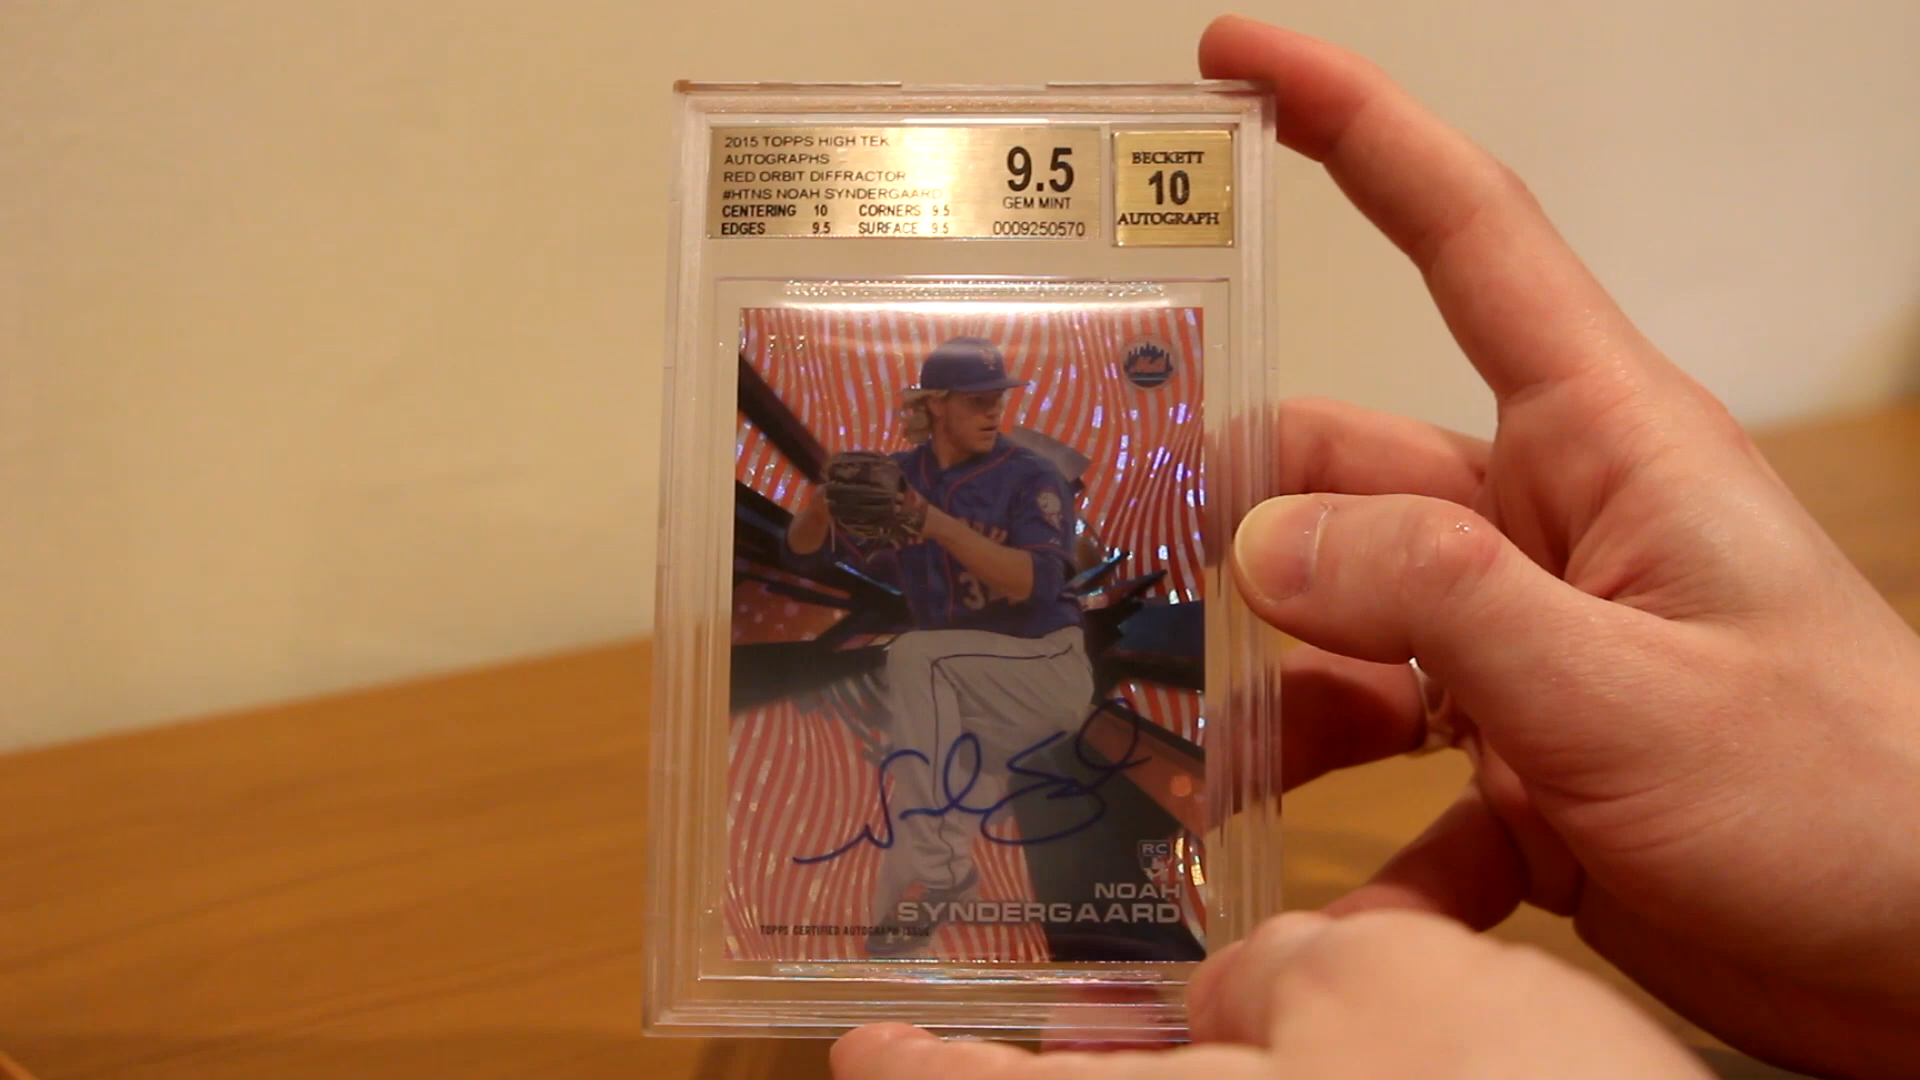 2015 TOPPS HIGH TEK
AUTOGRAPHS
RED ORBIT DIFFRACTOR
#HTNS NOAH SYNDERGAARD
CENTERING 10 CORNERS 9.5
EDGES 9.5 SURFACE 9.5
9.5
GEM MINT
0009250570
BECKETT
10
AUTOGRAPH
3
RC
NOAH
SYNDERGAARD
TOPPS CERTIFIED AUTOGRAPH ISSUE